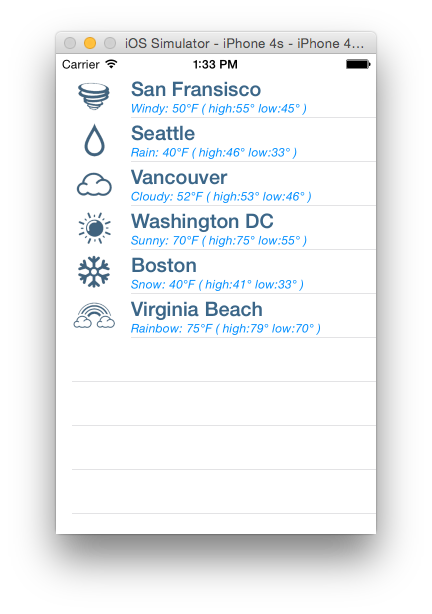 iOS Simulator - iPhone 4s - iPhone 4...
Carrier 1:33 PM
San Fransisco
Windy: 50°F ( high:55° low:45° )
Seattle
Rain: 40°F ( high:46° low:33° )
Vancouver
Cloudy: 52°F ( high:53° low:46° )
Washington DC
Sunny: 70°F ( high:75° low:55° )
Boston
Snow: 40°F ( high:41° low:33° )
Virginia Beach
Rainbow: 75°F ( high:79° low:70° )